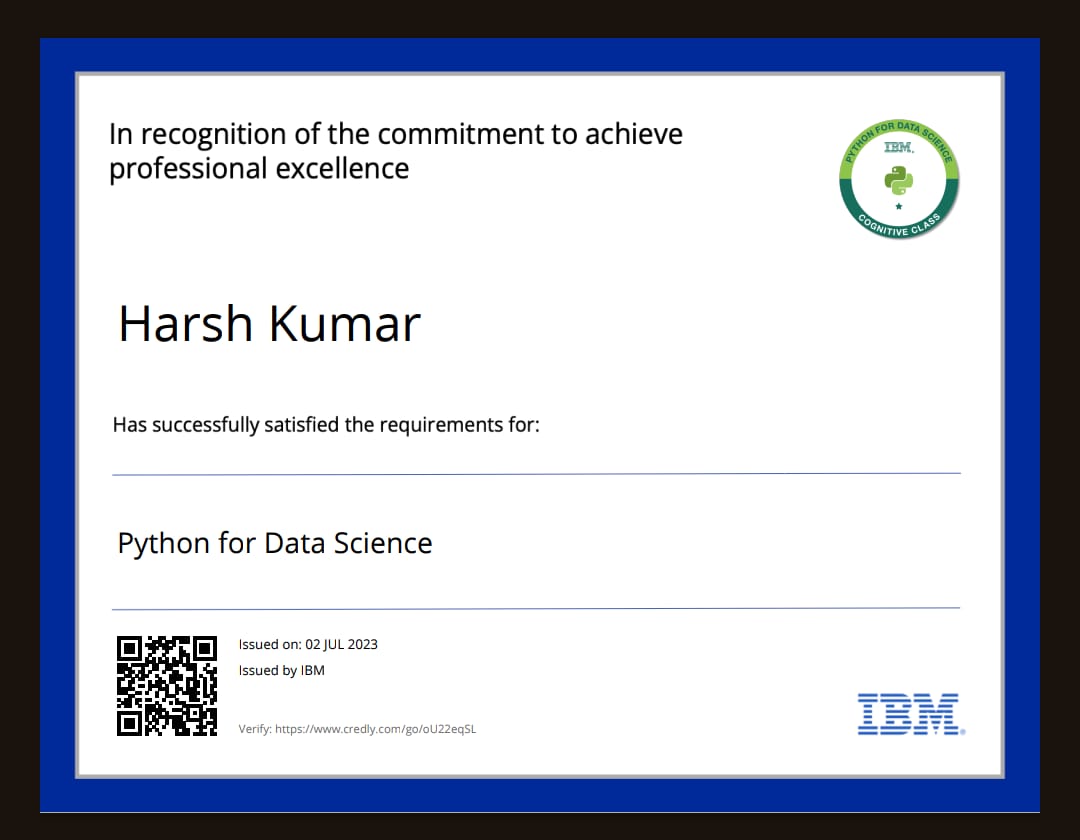 In recognition of the commitment to achieve
professional excellence
PYTHON FOR DATA SCIENCE
IBM.
COGNITIVE CLASS
Harsh Kumar
Has successfully satisfied the requirements for:
Python for Data Science
Issued on: 02 JUL 2023
Issued by IBM
Verify: https://www.credly.com/go/oU22eqSL
IBM®